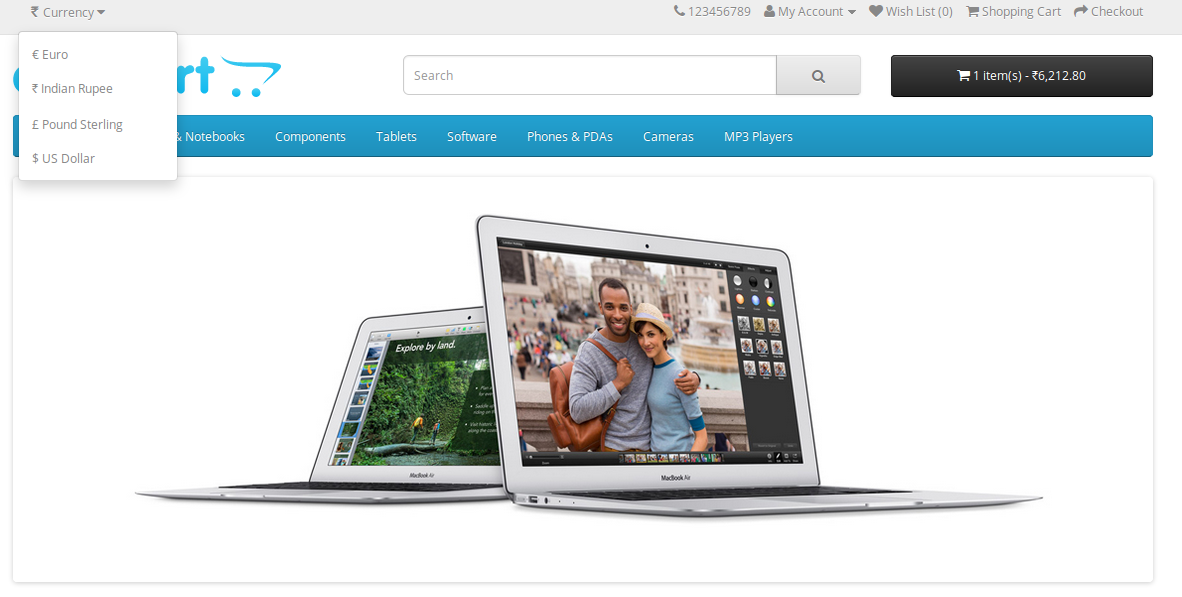 ₹ Currency
123456789 My Account Wish List (0) Shopping Cart Checkout
€ Euro
₹ Indian Rupee
£ Pound Sterling
$ US Dollar
rt
Search
1 item(s) - ₹6,212.80
& Notebooks Components Tablets Software Phones & PDAs Cameras MP3 Players
Explore by land.
MacBook Air
MacBook Air